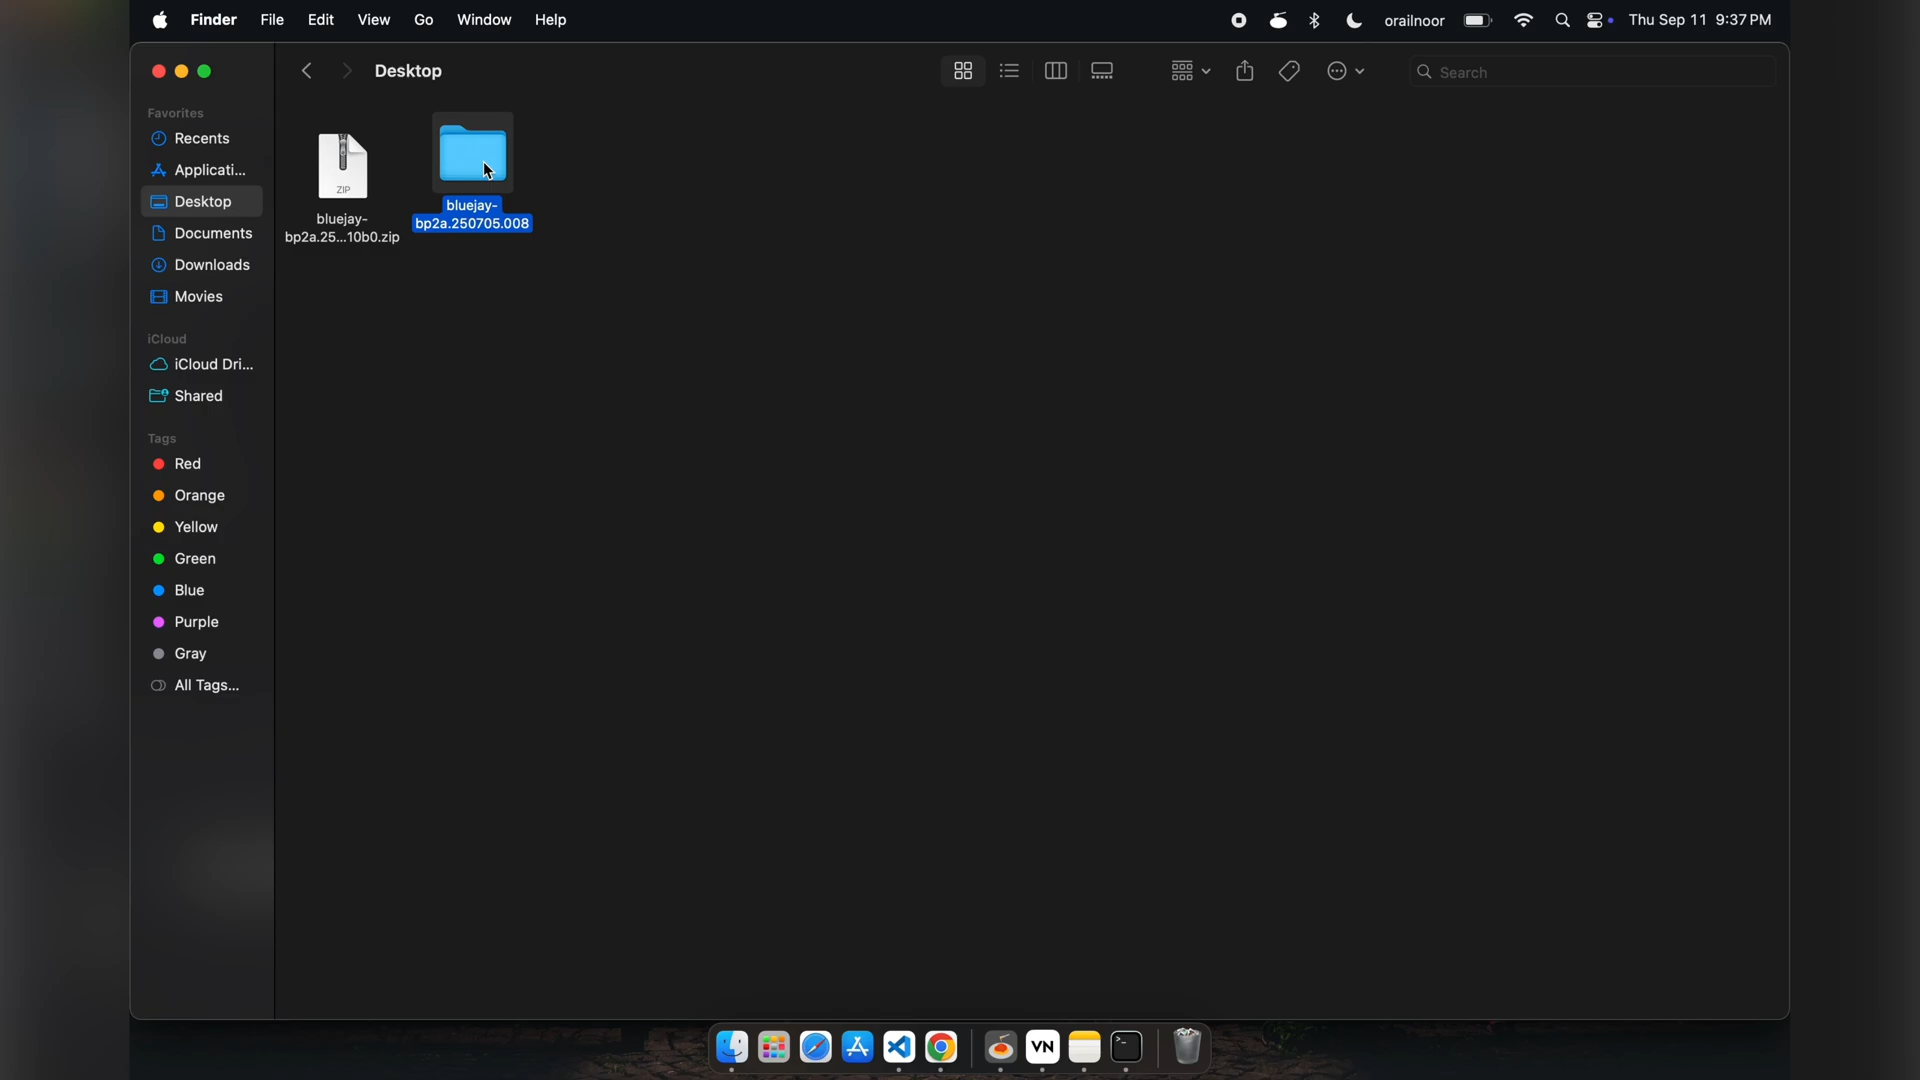 Finder File Edit View Go Window Help orailnoor Thu Sep 11 9:37 PM
Desktop
Search
Favorites
Recents
Applicati...
Desktop
Documents
Downloads
Movies
iCloud
iCloud Dri...
Shared
Tags
Red
Orange
Yellow
Green
Blue
Purple
Gray
All Tags...
ZIP
bluejay-
bp2a.25...10b0.zip
bluejay-
bp2a.250705.008
VN